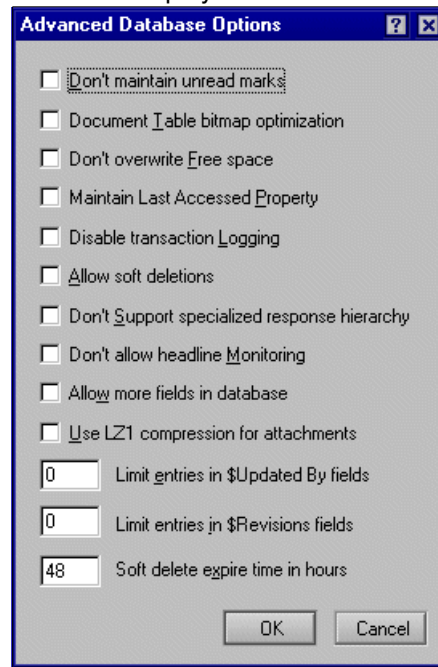 Advanced Database Options
Don't maintain unread marks
Document Table bitmap optimization
Don't overwrite Free space
Maintain Last Accessed Property
Disable transaction Logging
Allow soft deletions
Don't Support specialized response hierarchy
Don't allow headline Monitoring
Allow more fields in database
Use LZ1 compression for attachments
0 Limit entries in $Updated By fields
0 Limit entries in $Revisions fields
48 Soft delete expire time in hours
OK Cancel